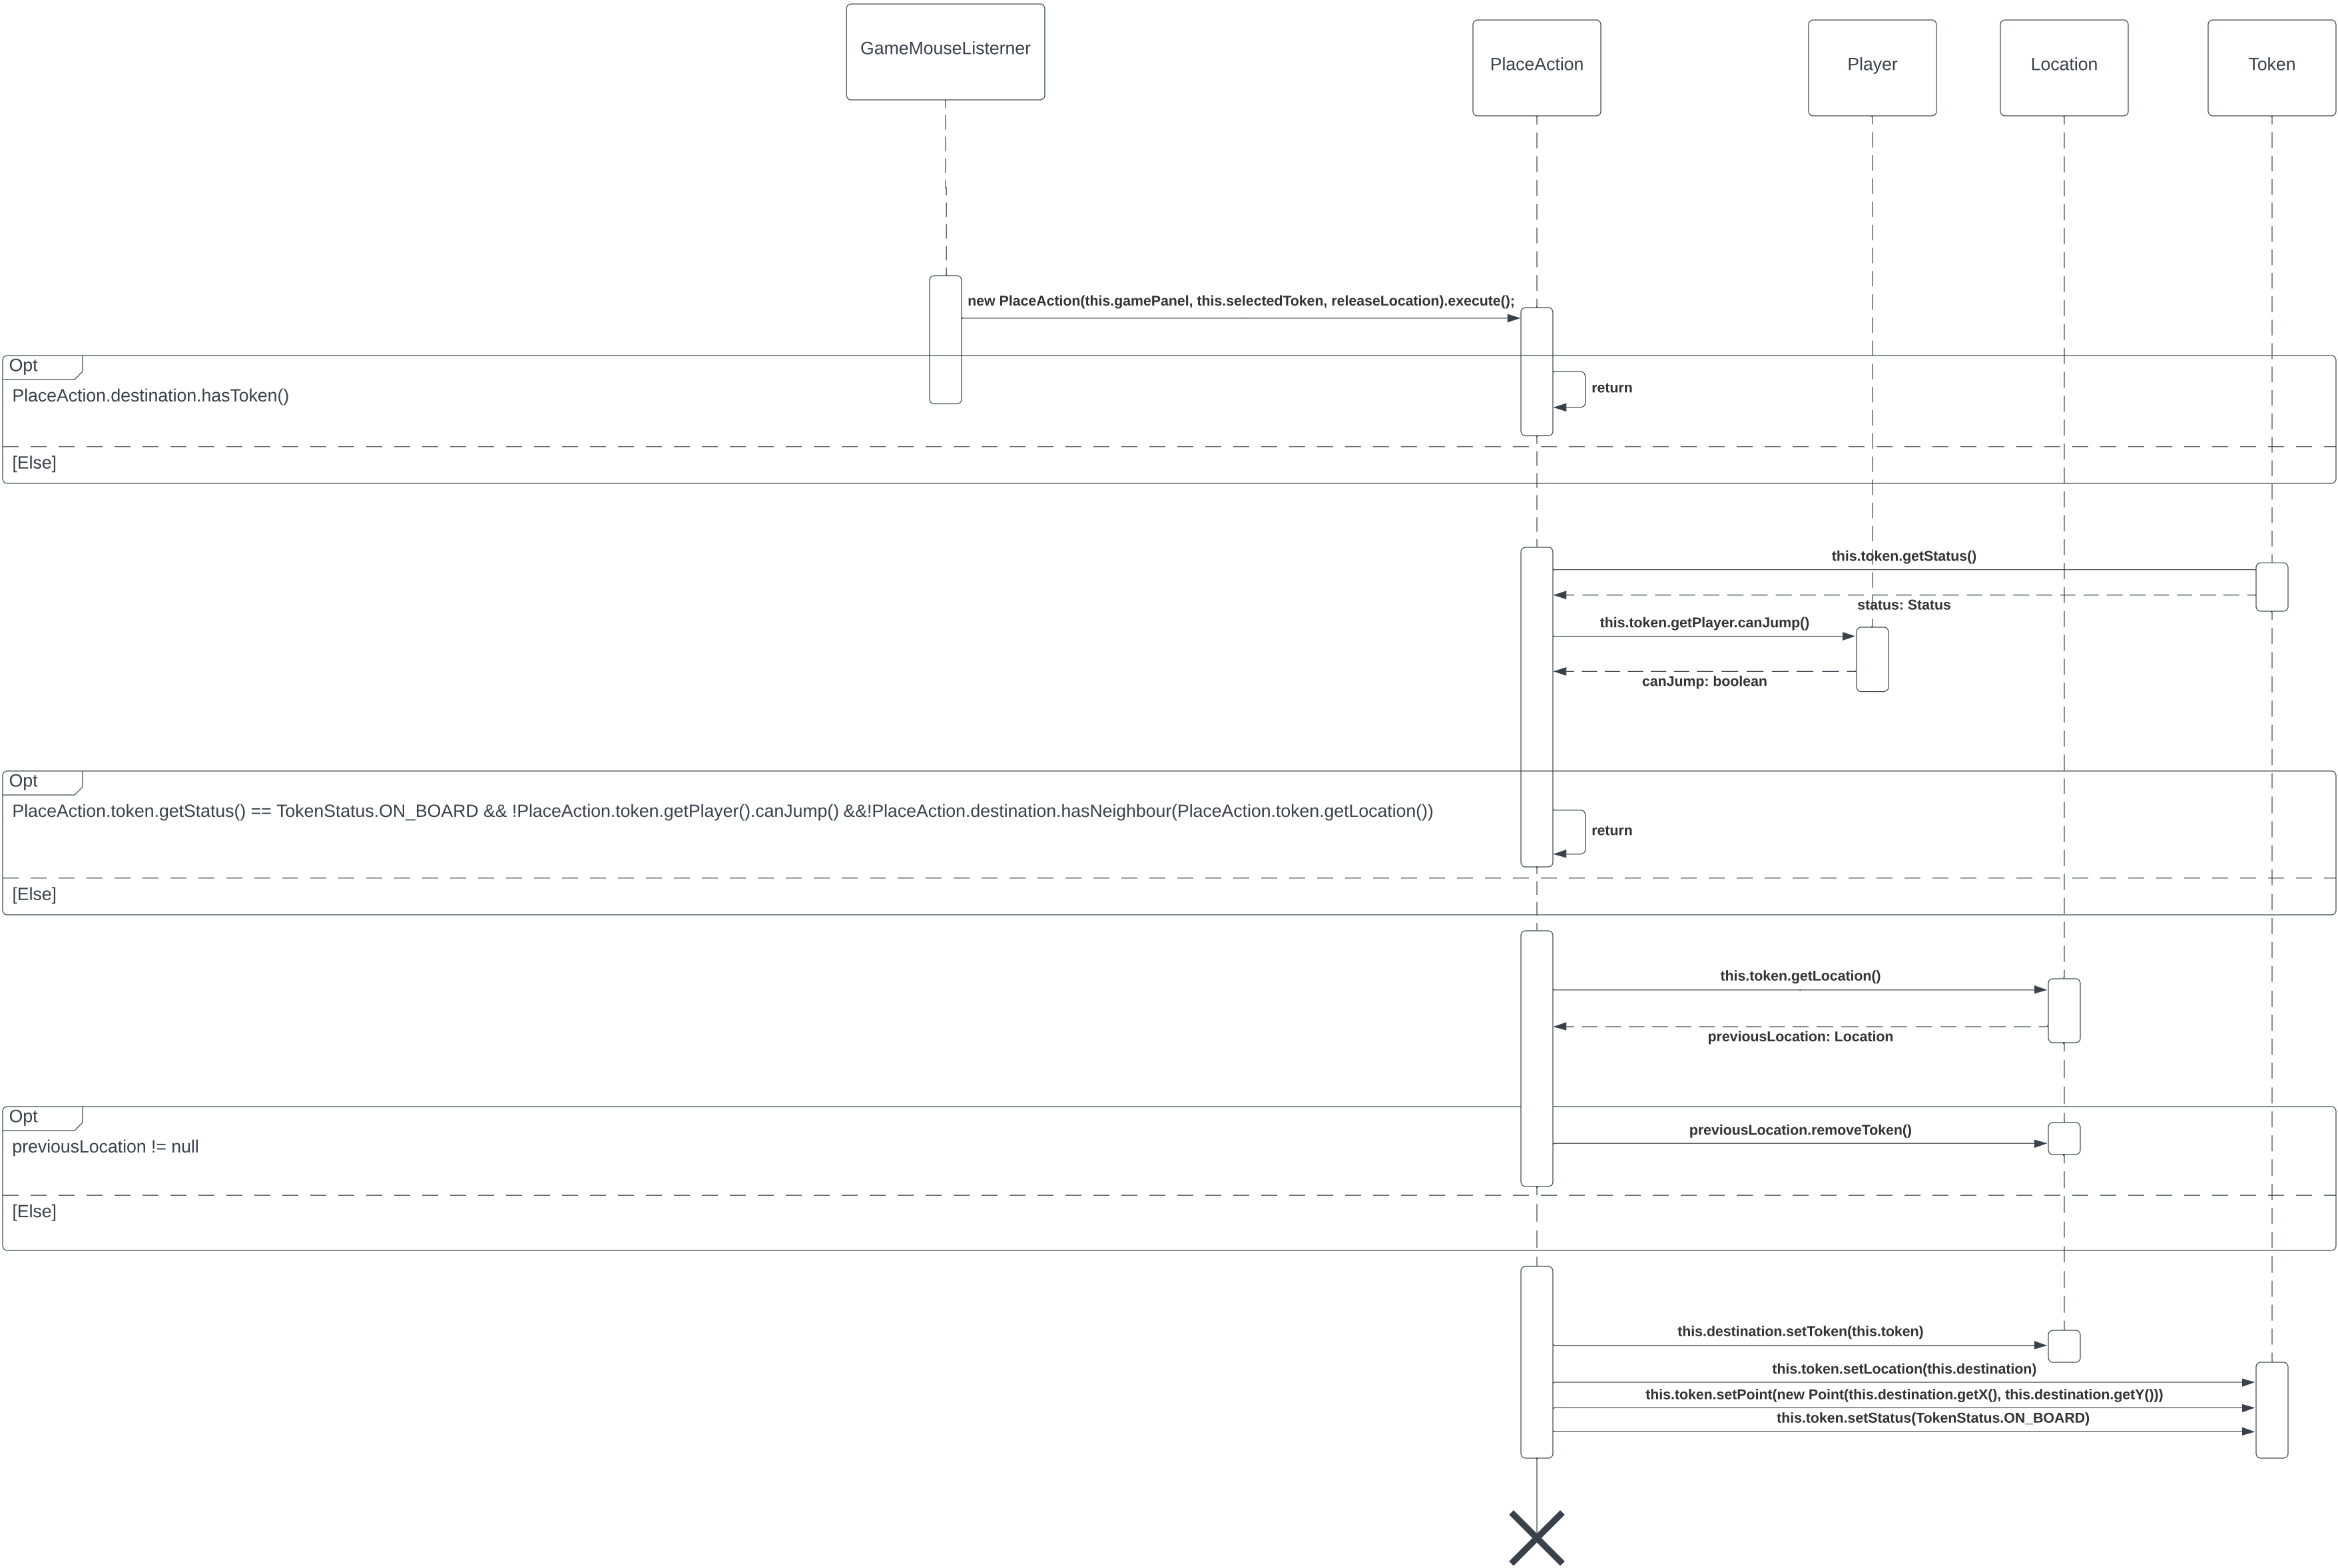 GameMouseListerner
PlaceAction
Player
Location
Token
new PlaceAction(this.gamePanel, this.selectedToken, releaseLocation).execute();
Opt
PlaceAction.destination.hasToken()
return
[Else]
this.token.getStatus()
status: Status
this.token.getPlayer.canJump()
canJump: boolean
Opt
PlaceAction.token.getStatus() == TokenStatus.ON_BOARD && !PlaceAction.token.getPlayer().canJump() &&!PlaceAction.destination.hasNeighbour(PlaceAction.token.getLocation())
return
[Else]
this.token.getLocation()
previousLocation: Location
Opt
previousLocation.removeToken()
previousLocation != null
[Else]
this.destination.setToken(this.token)
this.token.setLocation(this.destination)
this.token.setPoint(new Point(this.destination.getX(), this.destination.getY()))
this.token.setStatus(TokenStatus.ON_BOARD)